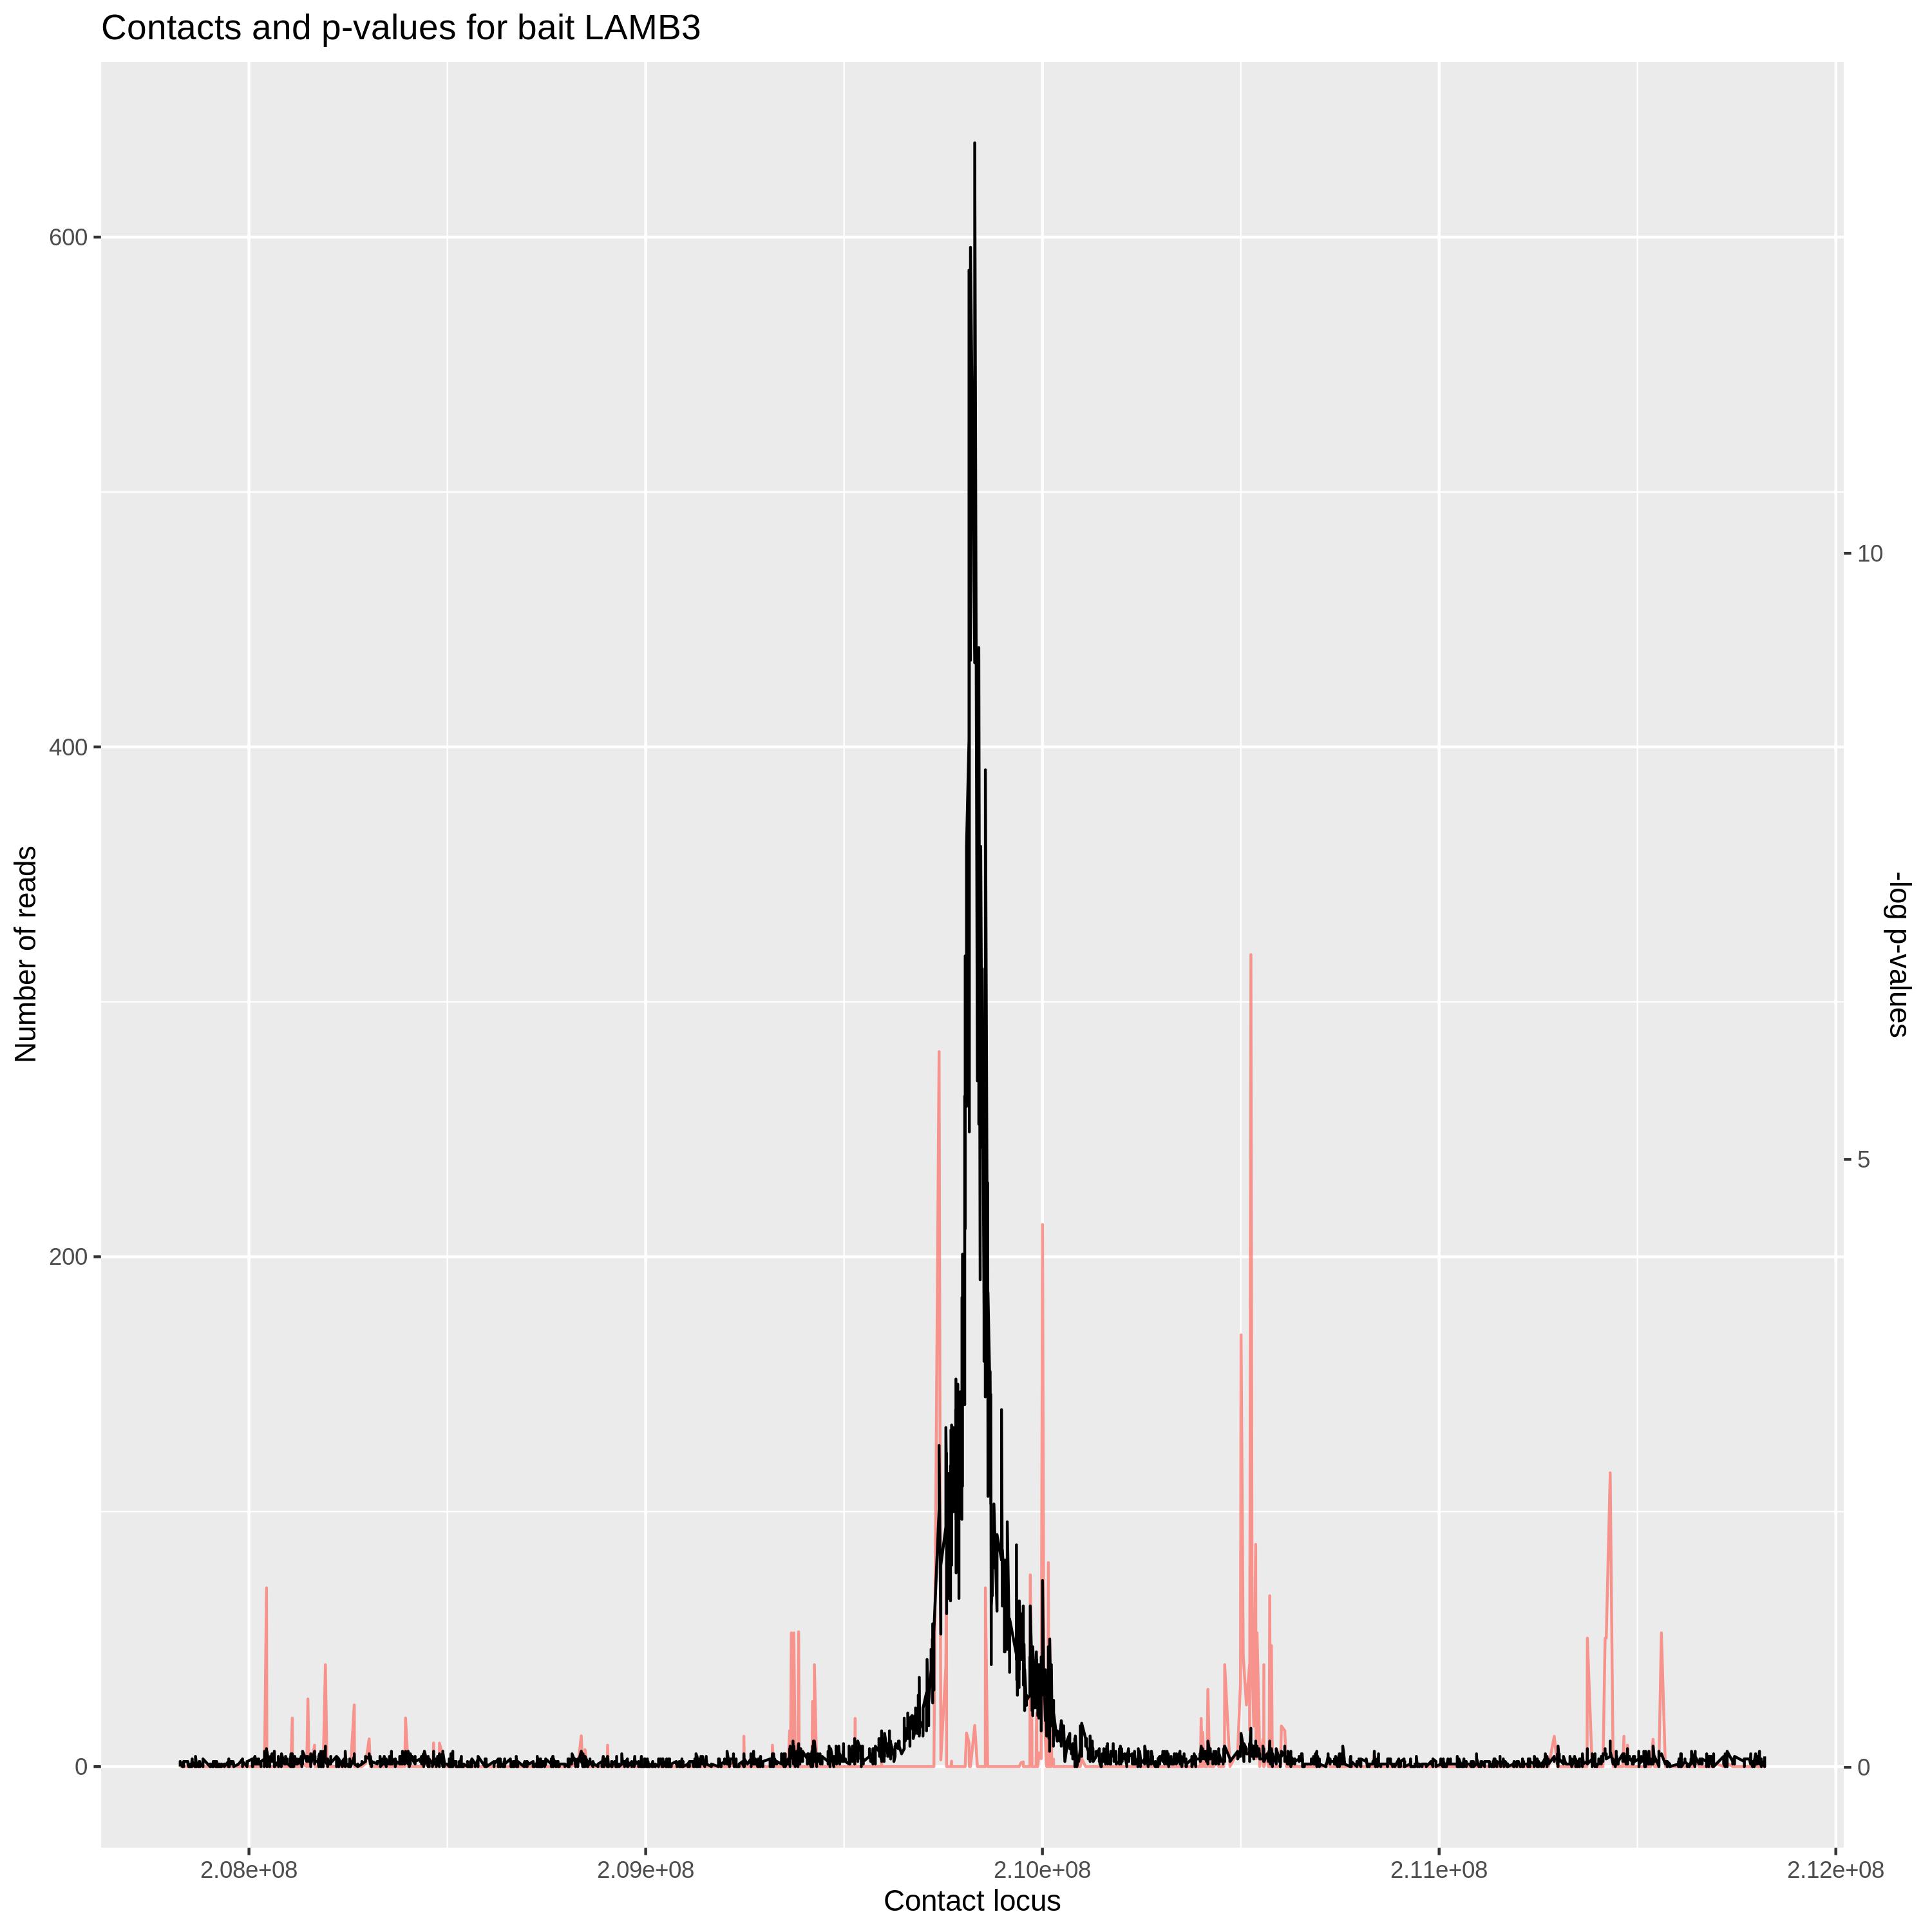 Contacts and p-values for bait LAMB3
600
400
200
0
Number of reads
10
5
0
-log p-values
2.08e+08
2.09e+08
2.10e+08
2.11e+08
2.12e+08
Contact locus